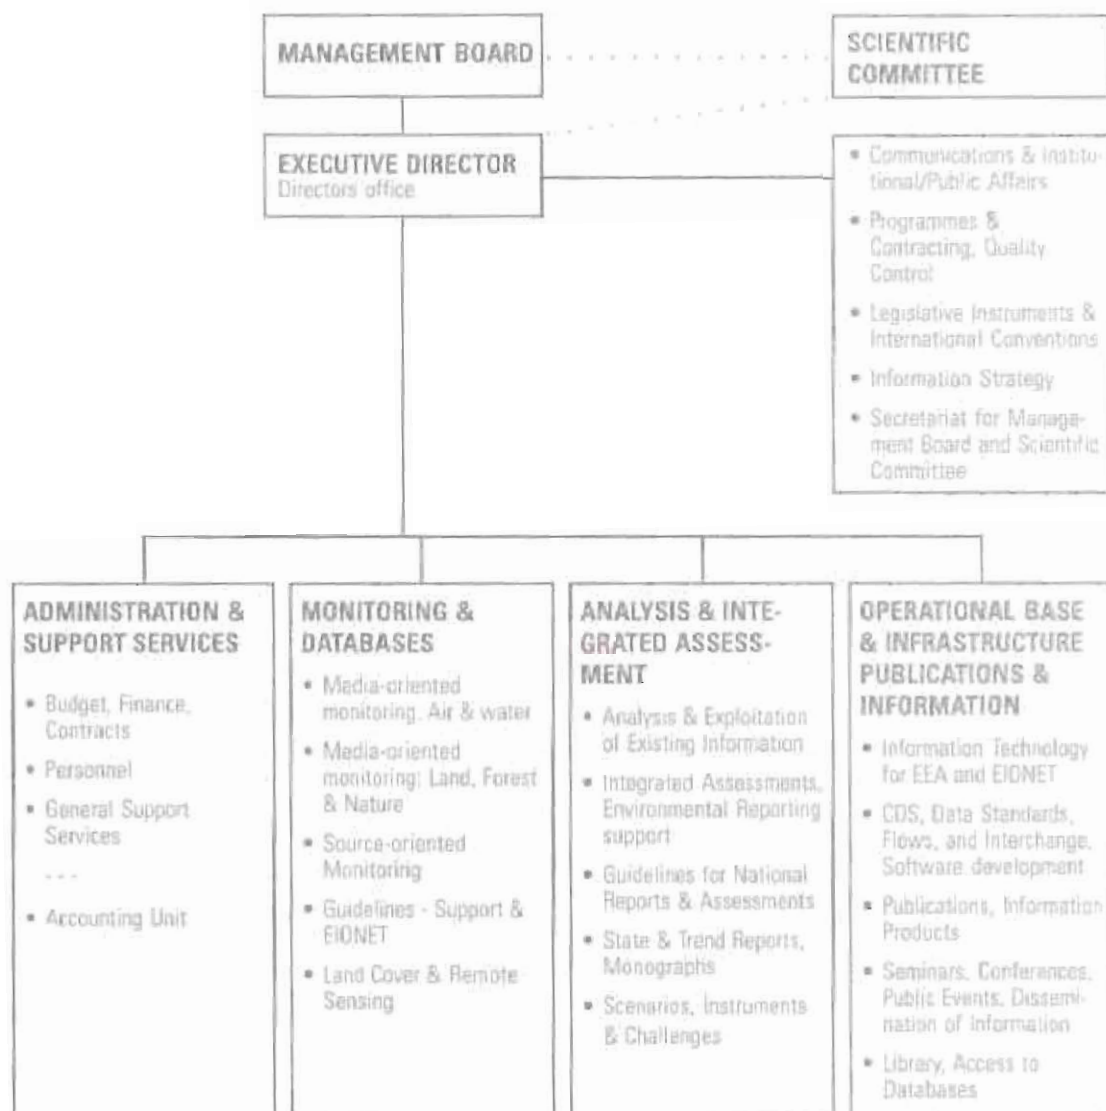 MANAGEMENT BOARD
SCIENTIFIC
COMMITTEE
EXECUTIVE DIRECTOR
Directors office
• Communications & Institu-
tional/Public Affairs
• Programmes &
Contracting, Quality
Control
• Legislative Instruments &
International Conventions
• Information Strategy
• Secretariat for Manage-
ment Board and Scientific
Committee
ADMINISTRATION &
SUPPORT SERVICES
• Budget, Finance,
Contracts
• Personnel
• General Support
Services
- - -
• Accounting Unit
MONITORING &
DATABASES
• Media-oriented
monitoring. Air & water
• Media-oriented
monitoring: Land, Forest
& Nature
• Source-oriented
Monitoring
• Guidelines - Support &
EIONET
• Land Cover & Remote
Sensing
ANALYSIS & INTE-
GRATED ASSESS-
MENT
• Analysis & Exploitation
of Existing Information
• Integrated Assessments,
Environmental Reporting
support
• Guidelines for National
Reports & Assessments
• State & Trend Reports,
Monographs
• Scenarios, Instruments
& Challenges
OPERATIONAL BASE
& INFRASTRUCTURE
PUBLICATIONS &
INFORMATION
• Information Technology
for EEA and EIONET
• CDS, Data Standards,
Flows, and Interchange,
Software development
• Publications, Information
Products
• Seminars, Conferences,
Public Events, Dissemi-
nation of Information
• Library, Access to
Databases